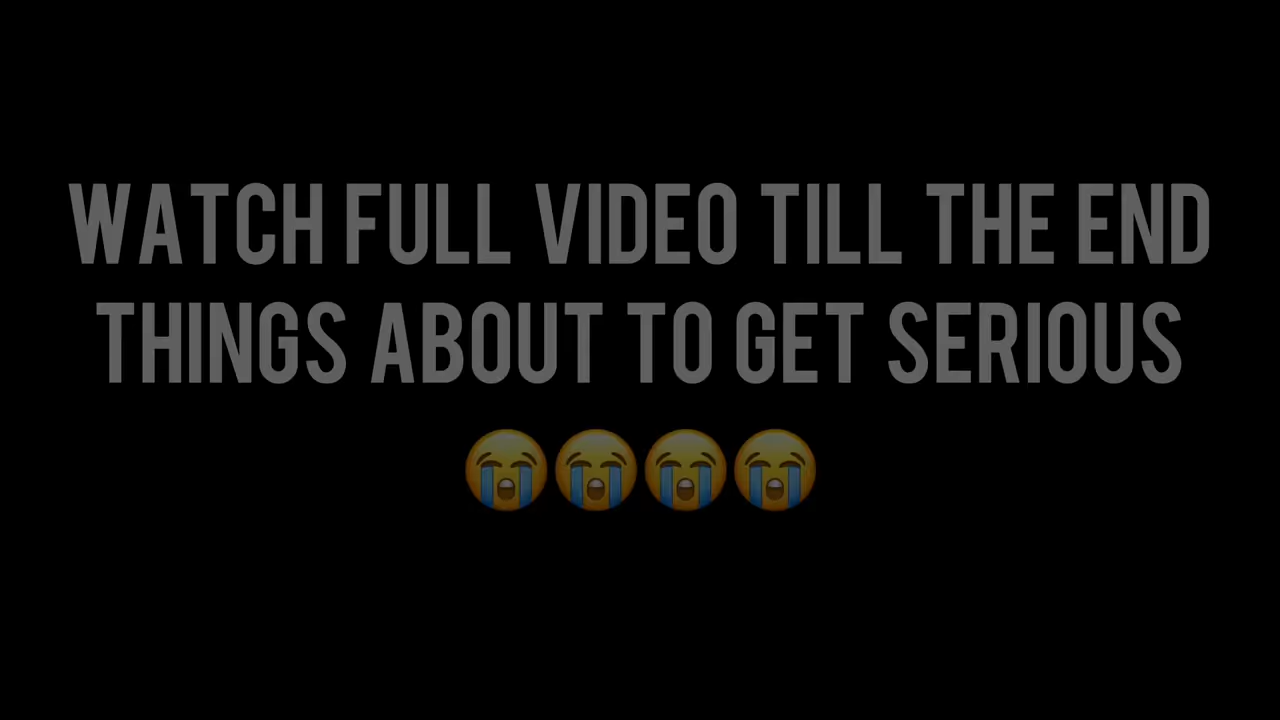 WATCH FULL VIDEO TILL THE END
THINGS ABOUT TO GET SERIOUS
😭😭😭😭